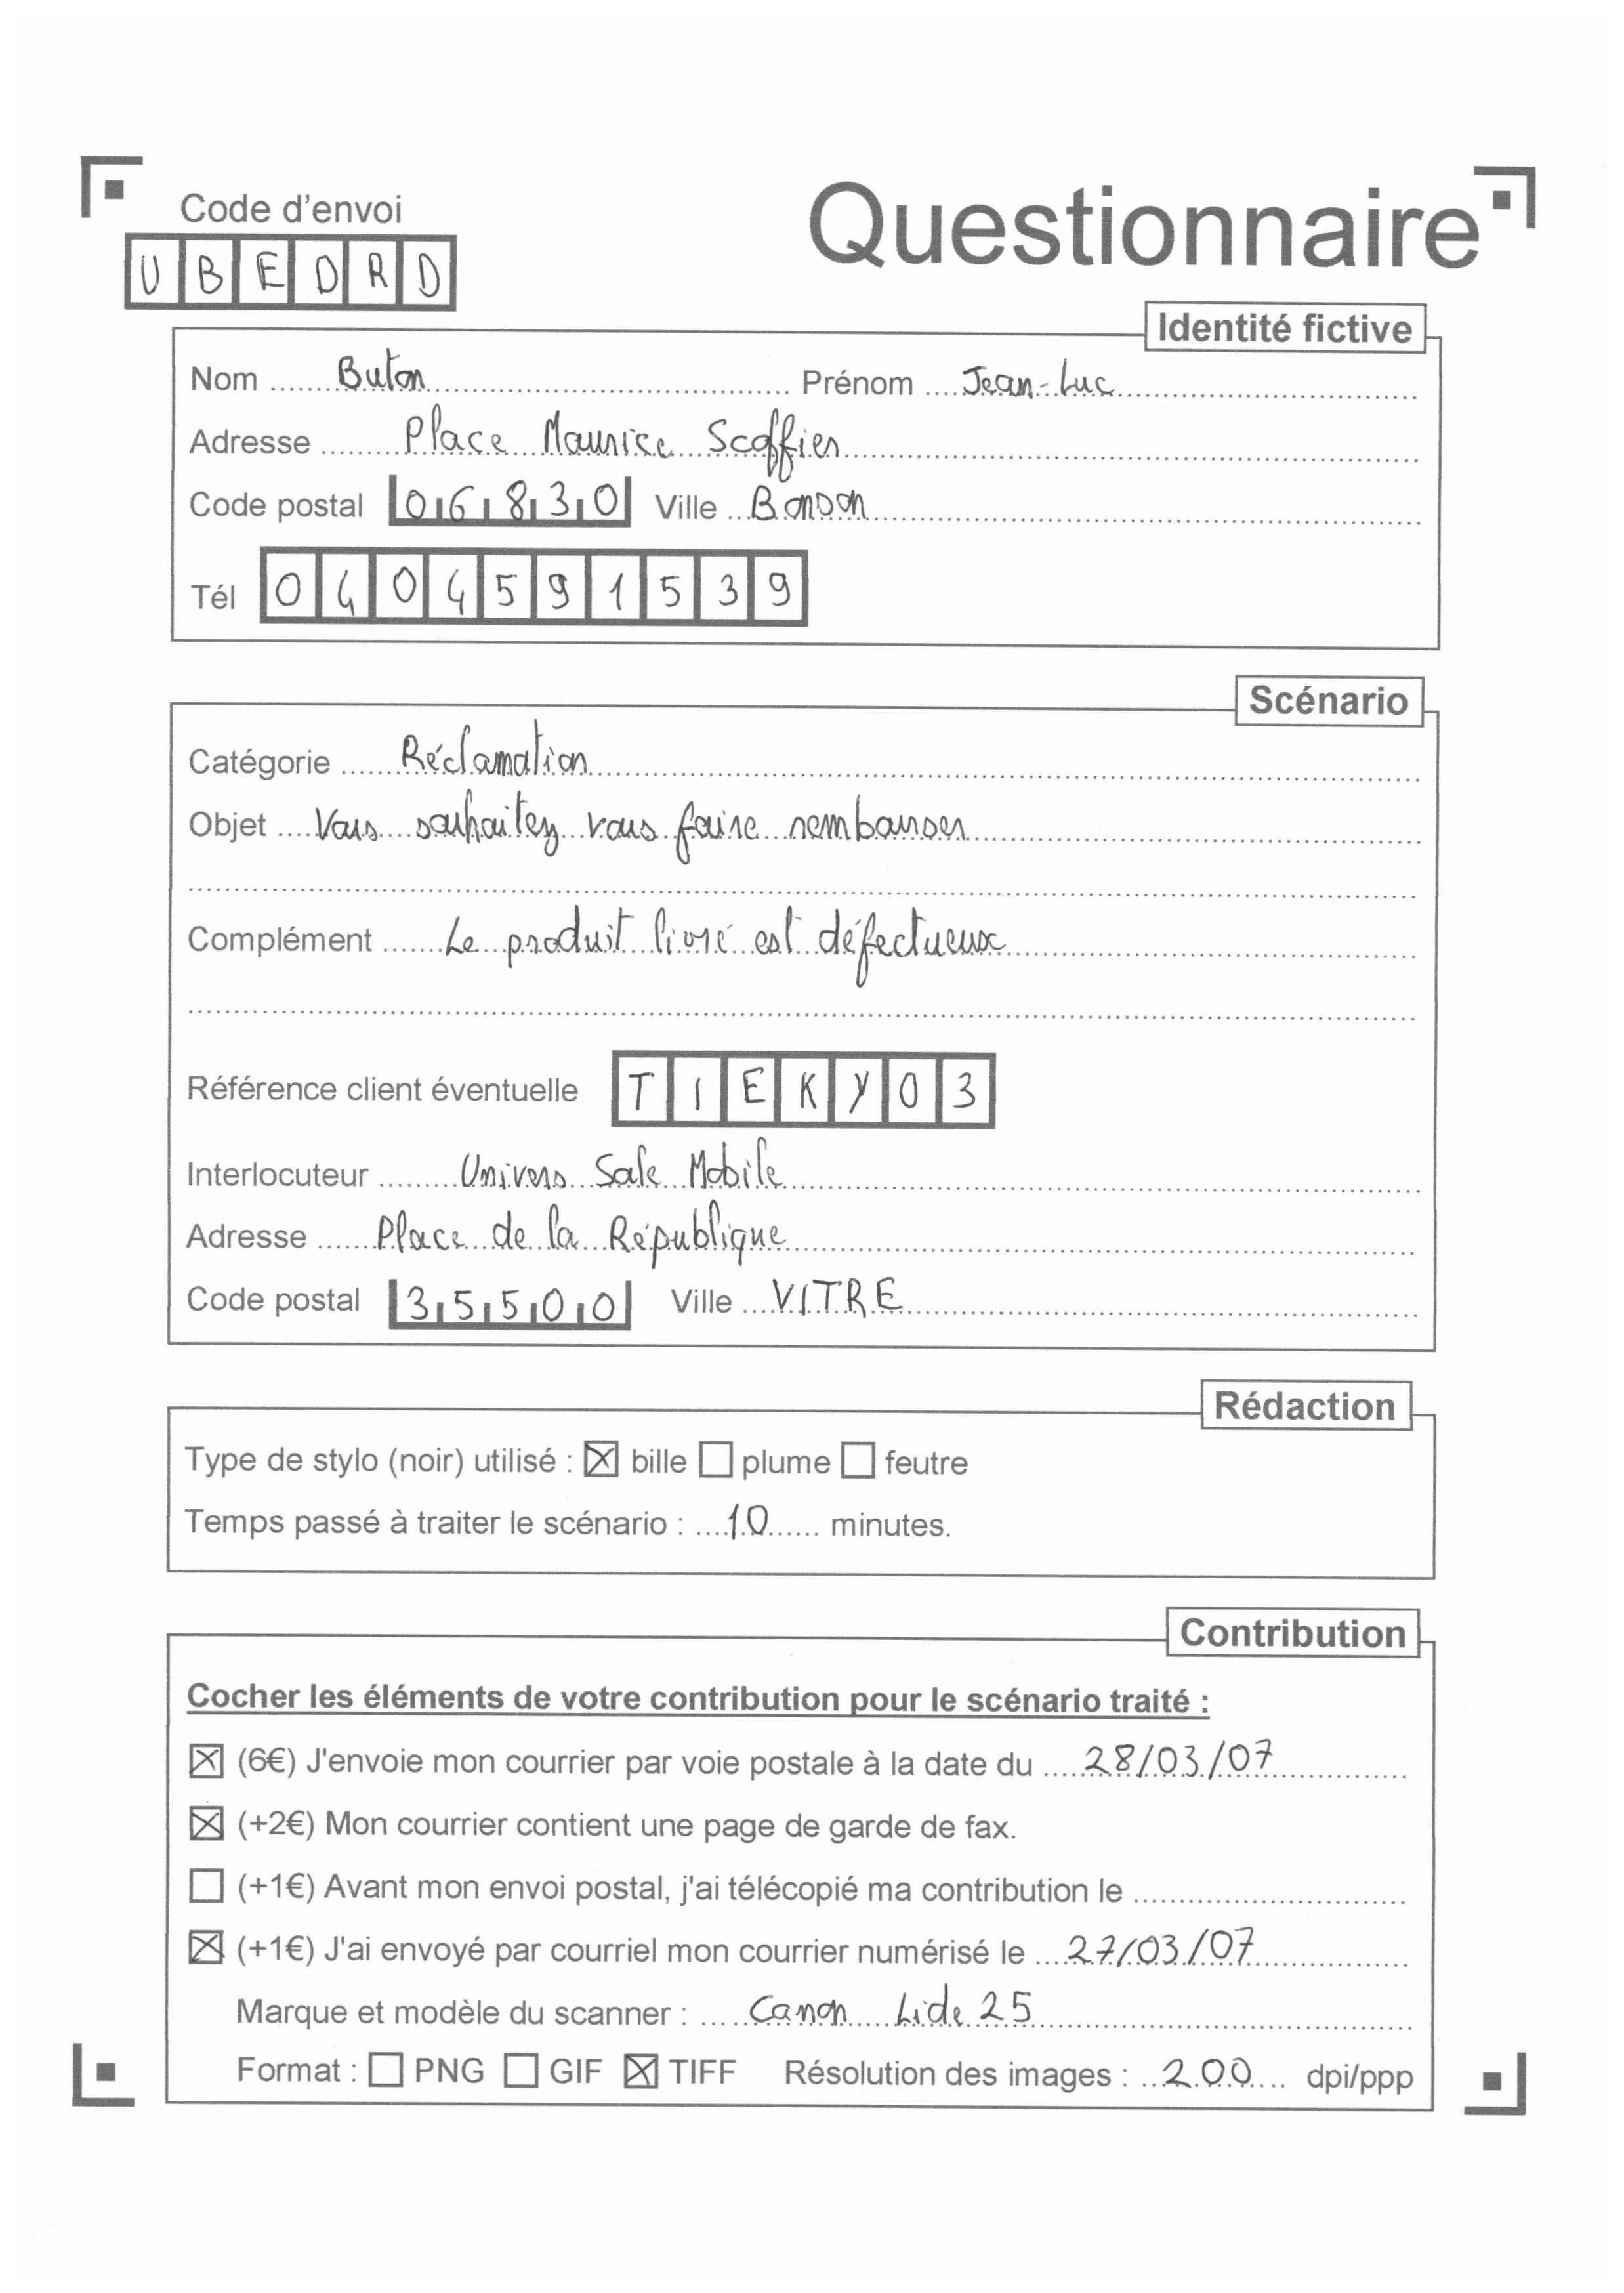 Code d'envoi
Questionnaire
UBEDRD
Identité fictive
Nom Buton Prénom Jean-Luc
Adresse Place Maurice Scoffier
Code postal 06830 Ville Bonson
Tél 0404591539
Scénario
Catégorie Réclamation
Objet Vous souhaitez vous faire rembourser
Complément Le produit livré est défectueux
Référence client éventuelle TIEKY03
Interlocuteur Univers Sale Mobile
Adresse Place de la République
Code postal 35500 Ville VITRE
Rédaction
Type de stylo (noir) utilisé : ☒ bille ☐ plume ☐ feutre
Temps passé à traiter le scénario : 10 minutes.
Contribution
Cocher les éléments de votre contribution pour le scénario traité :
☒ (6€) J'envoie mon courrier par voie postale à la date du 28/03/07
☒ (+2€) Mon courrier contient une page de garde de fax.
☐ (+1€) Avant mon envoi postal, j'ai télécopié ma contribution le
☒ (+1€) J'ai envoyé par courriel mon courrier numérisé le 27/03/07
Marque et modèle du scanner : Canon Lide 25
Format : ☐ PNG ☐ GIF ☒ TIFF Résolution des images : 200 dpi/ppp